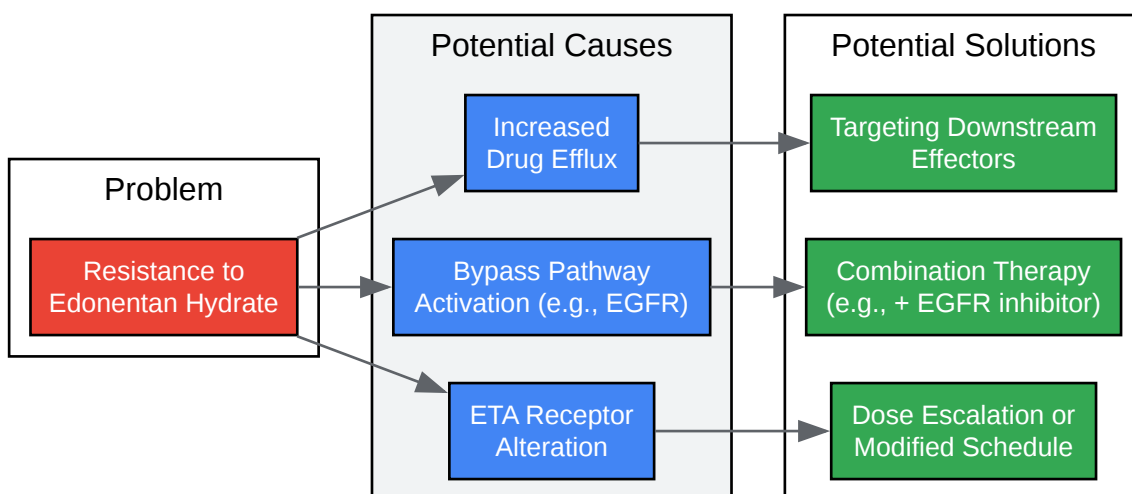 Problem
Resistance to
Edonentan Hydrate
Potential Causes
Increased
Drug Efflux
Bypass Pathway
Activation (e.g., EGFR)
ETA Receptor
Alteration
Potential Solutions
Targeting Downstream
Effectors
Combination Therapy
(e.g., + EGFR inhibitor)
Dose Escalation or
Modified Schedule